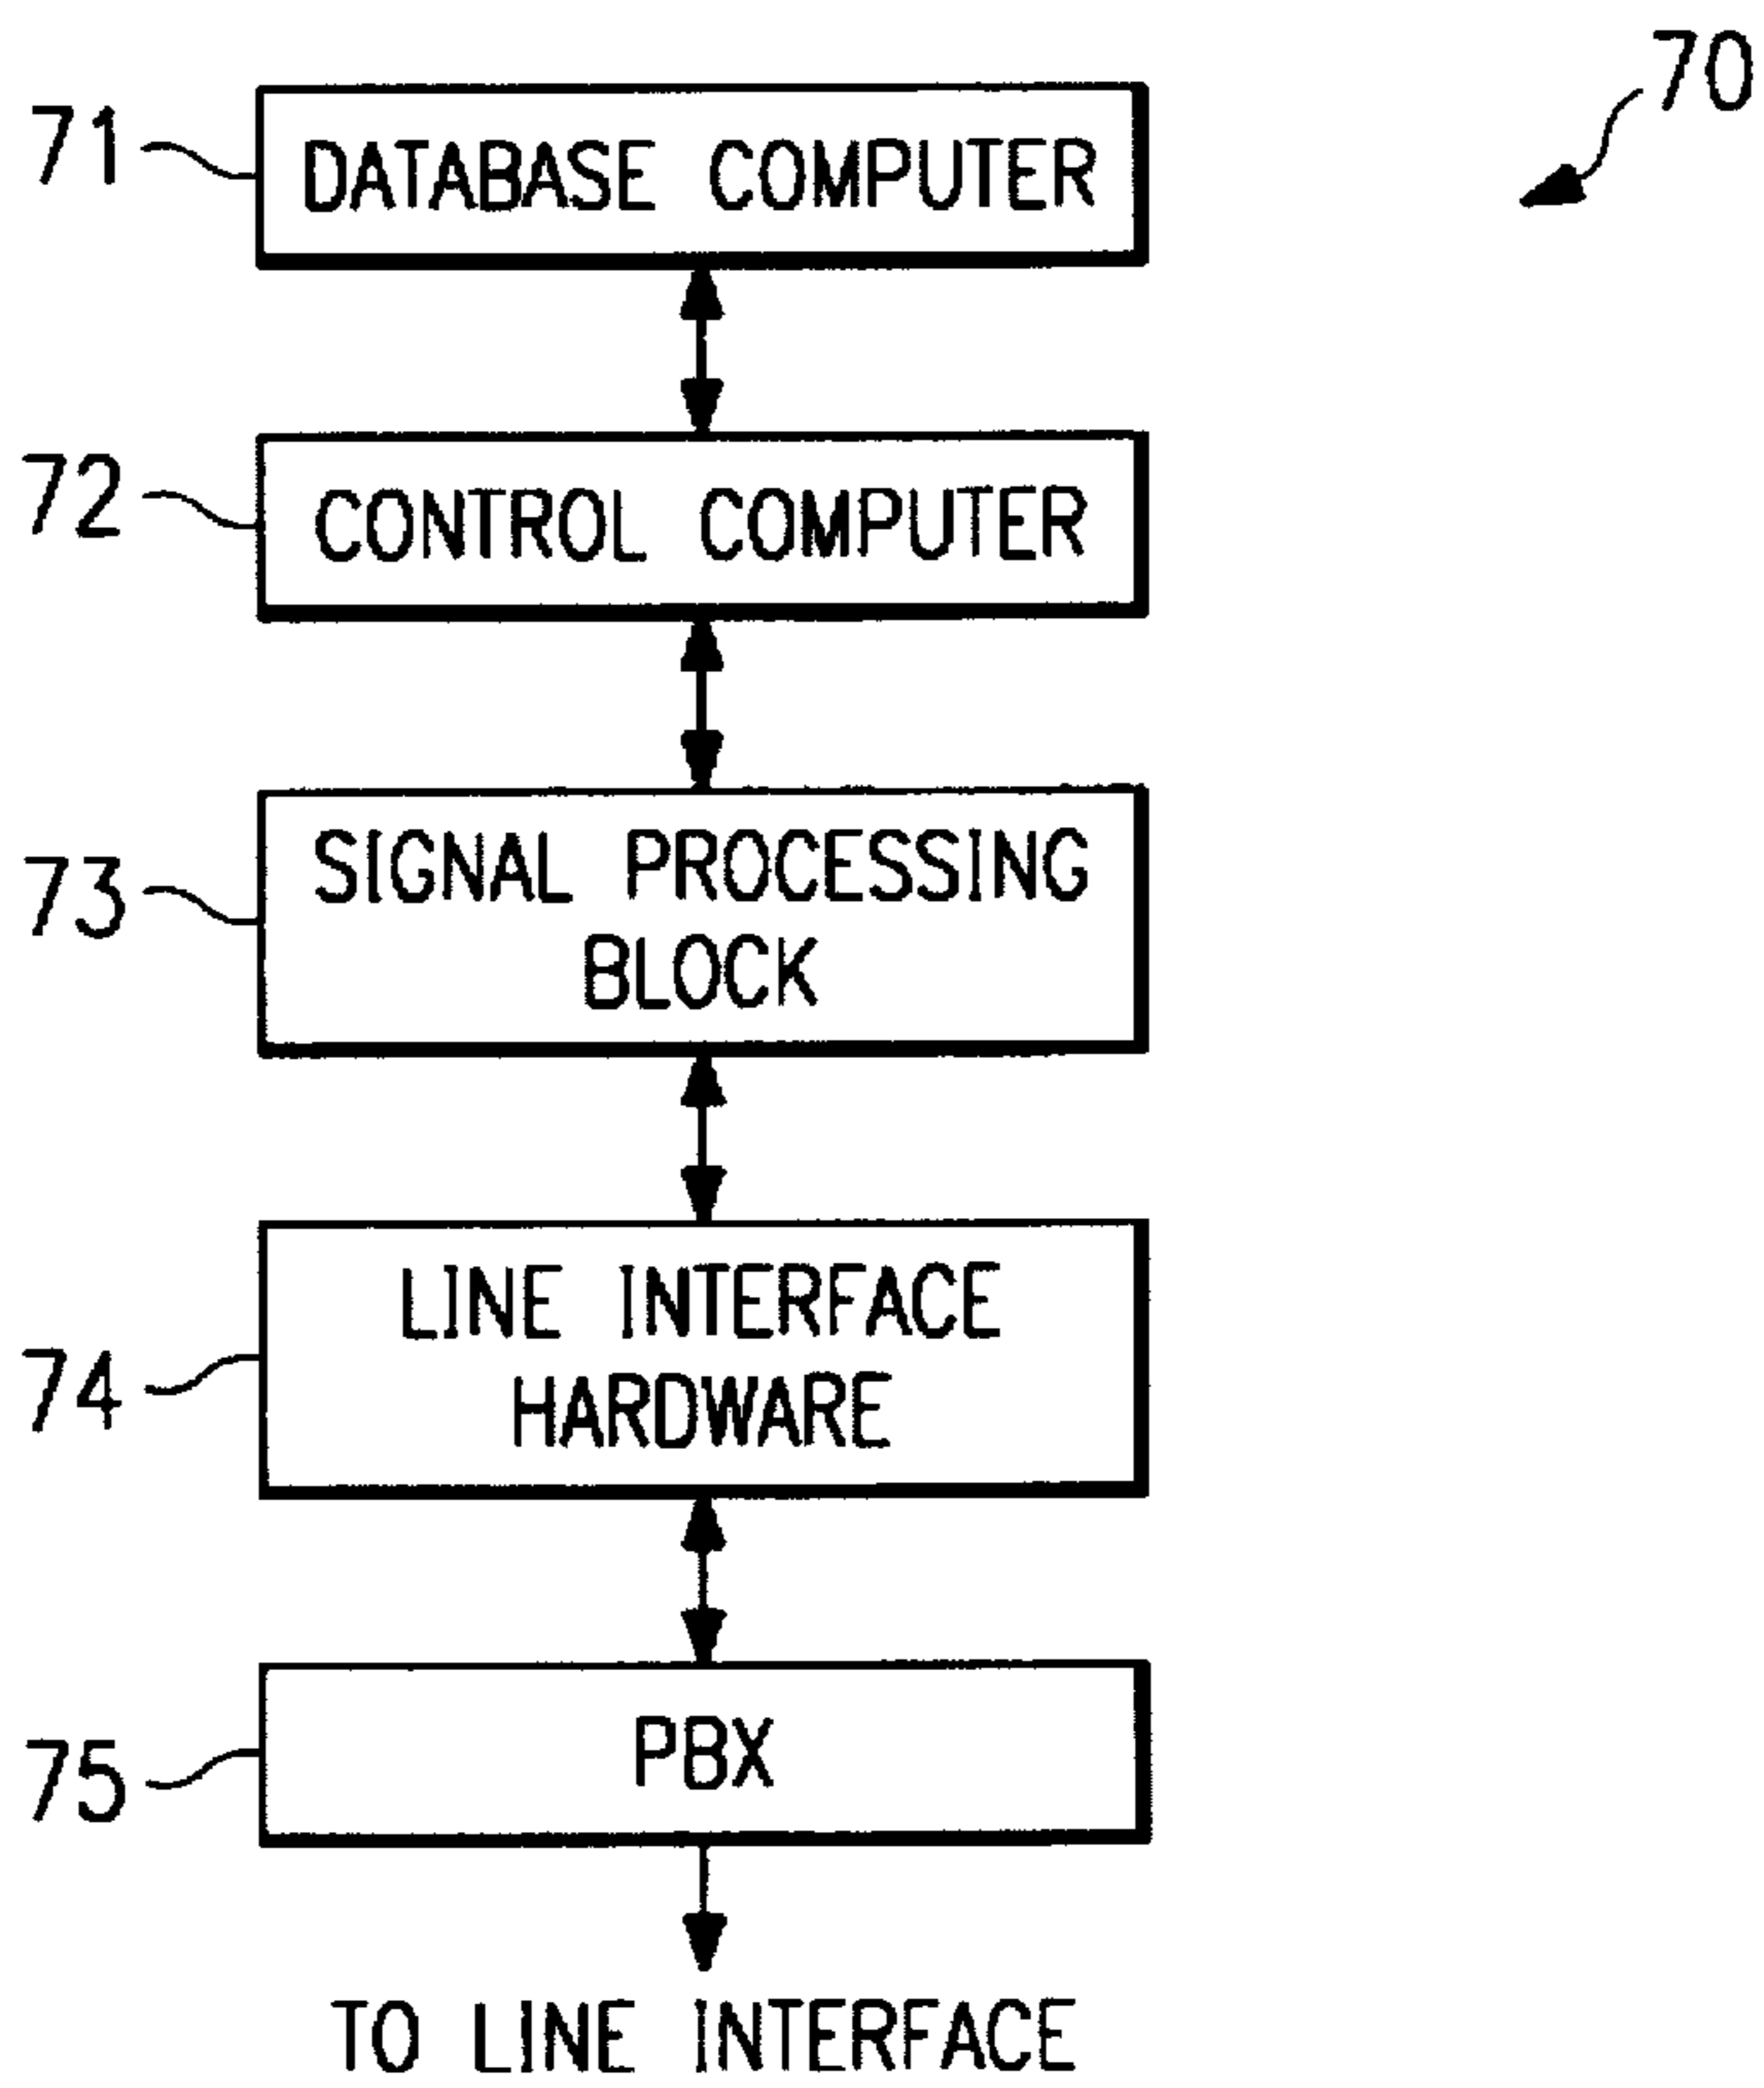 70
71
DATABASE COMPUTER
72
CONTROL COMPUTER
73
SIGNAL PROCESSING
BLOCK
74
LINE INTERFACE
HARDWARE
75
PBX
TO LINE INTERFACE